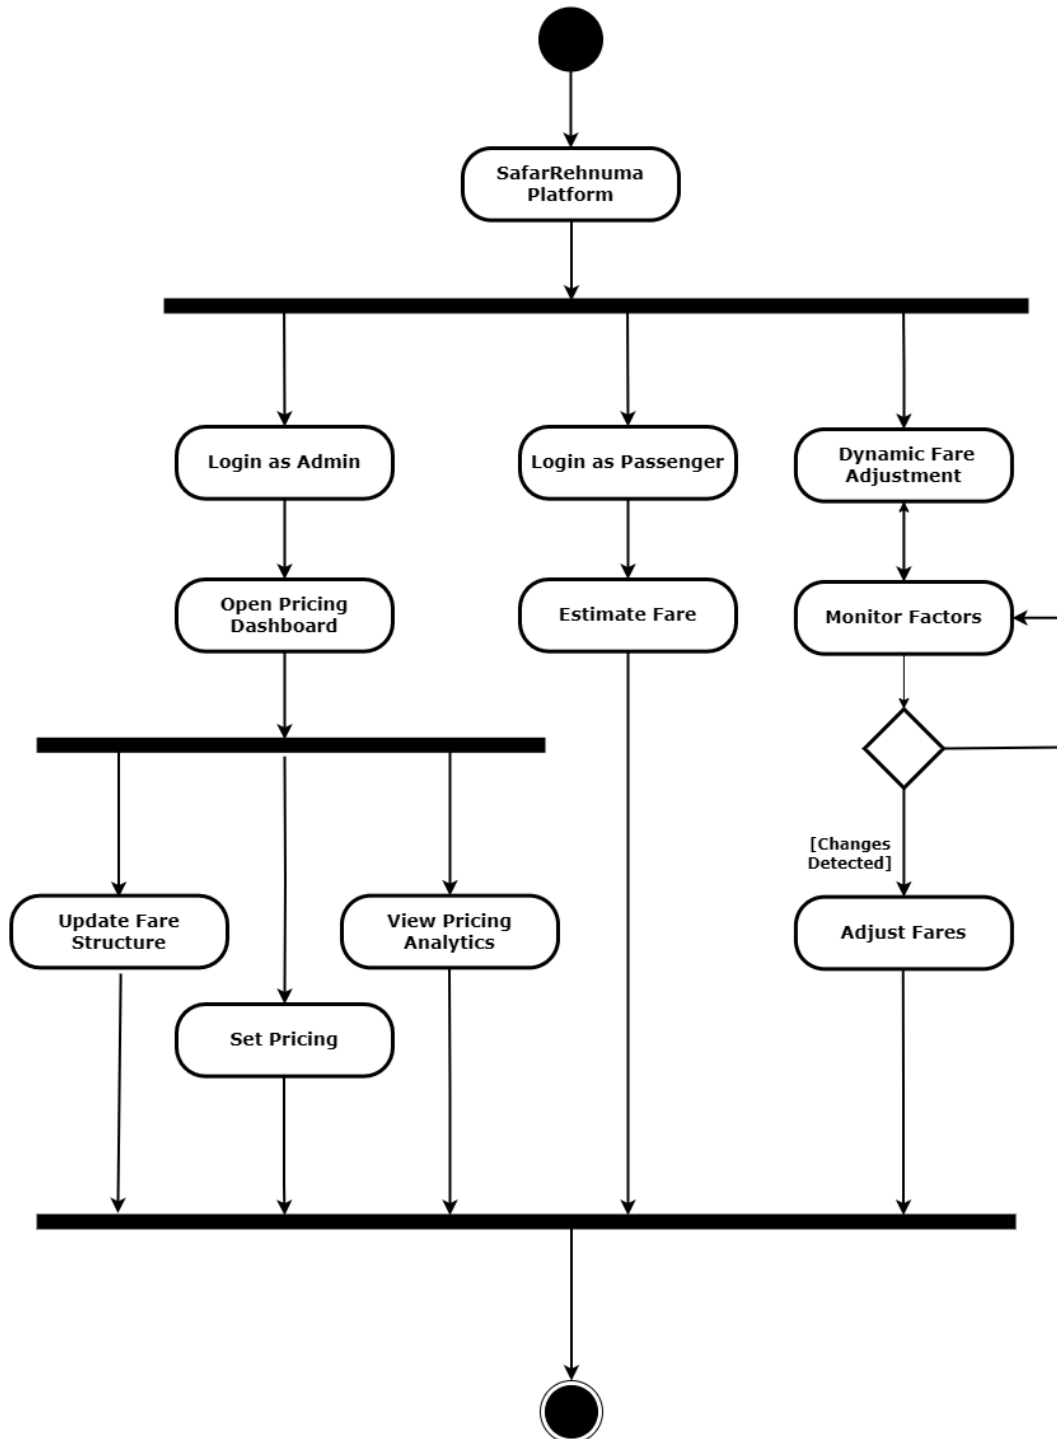 SafarRehnuma
Platform
Login as Admin
Login as Passenger
Dynamic Fare
Adjustment
Open Pricing
Dashboard
Estimate Fare
Monitor Factors
[Changes
Detected]
Update Fare
Structure
View Pricing
Analytics
Adjust Fares
Set Pricing